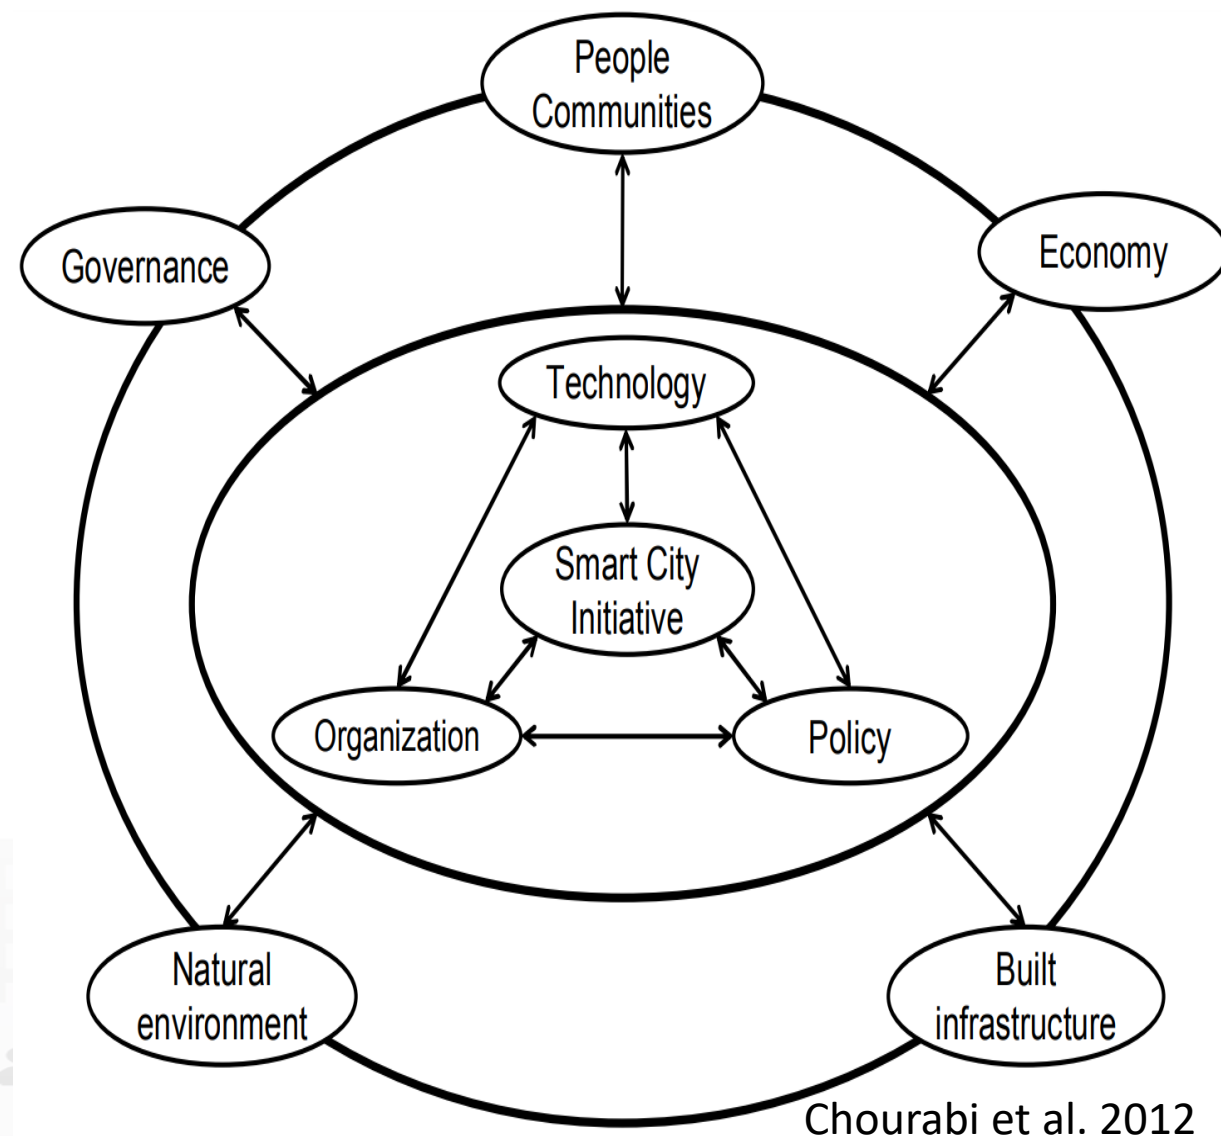 People
Communities
Governance
Economy
Technology
Smart City
Initiative
Organization
Policy
Natural
environment
Built
infrastructure
Chourabi et al. 2012